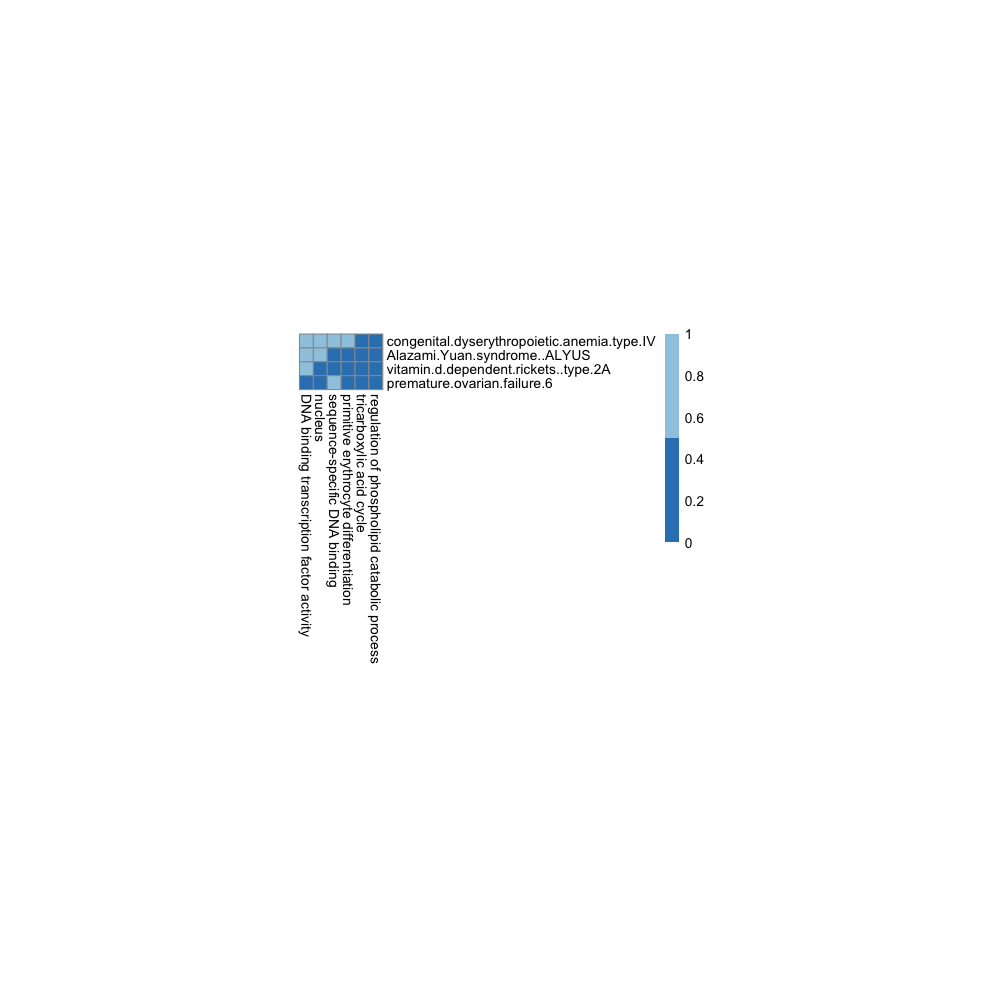 congenital.dyserythropoietic.anemia.type.IV
Alazami.Yuan.syndrome..ALYUS
vitamin.d.dependent.rickets..type.2A
premature.ovarian.failure.6
DNA binding transcription factor activity
nucleus
sequence-specific DNA binding
primitive erythrocyte differentiation
tricarboxylic acid cycle
regulation of phospholipid catabolic process
1
0.8
0.6
0.4
0.2
0